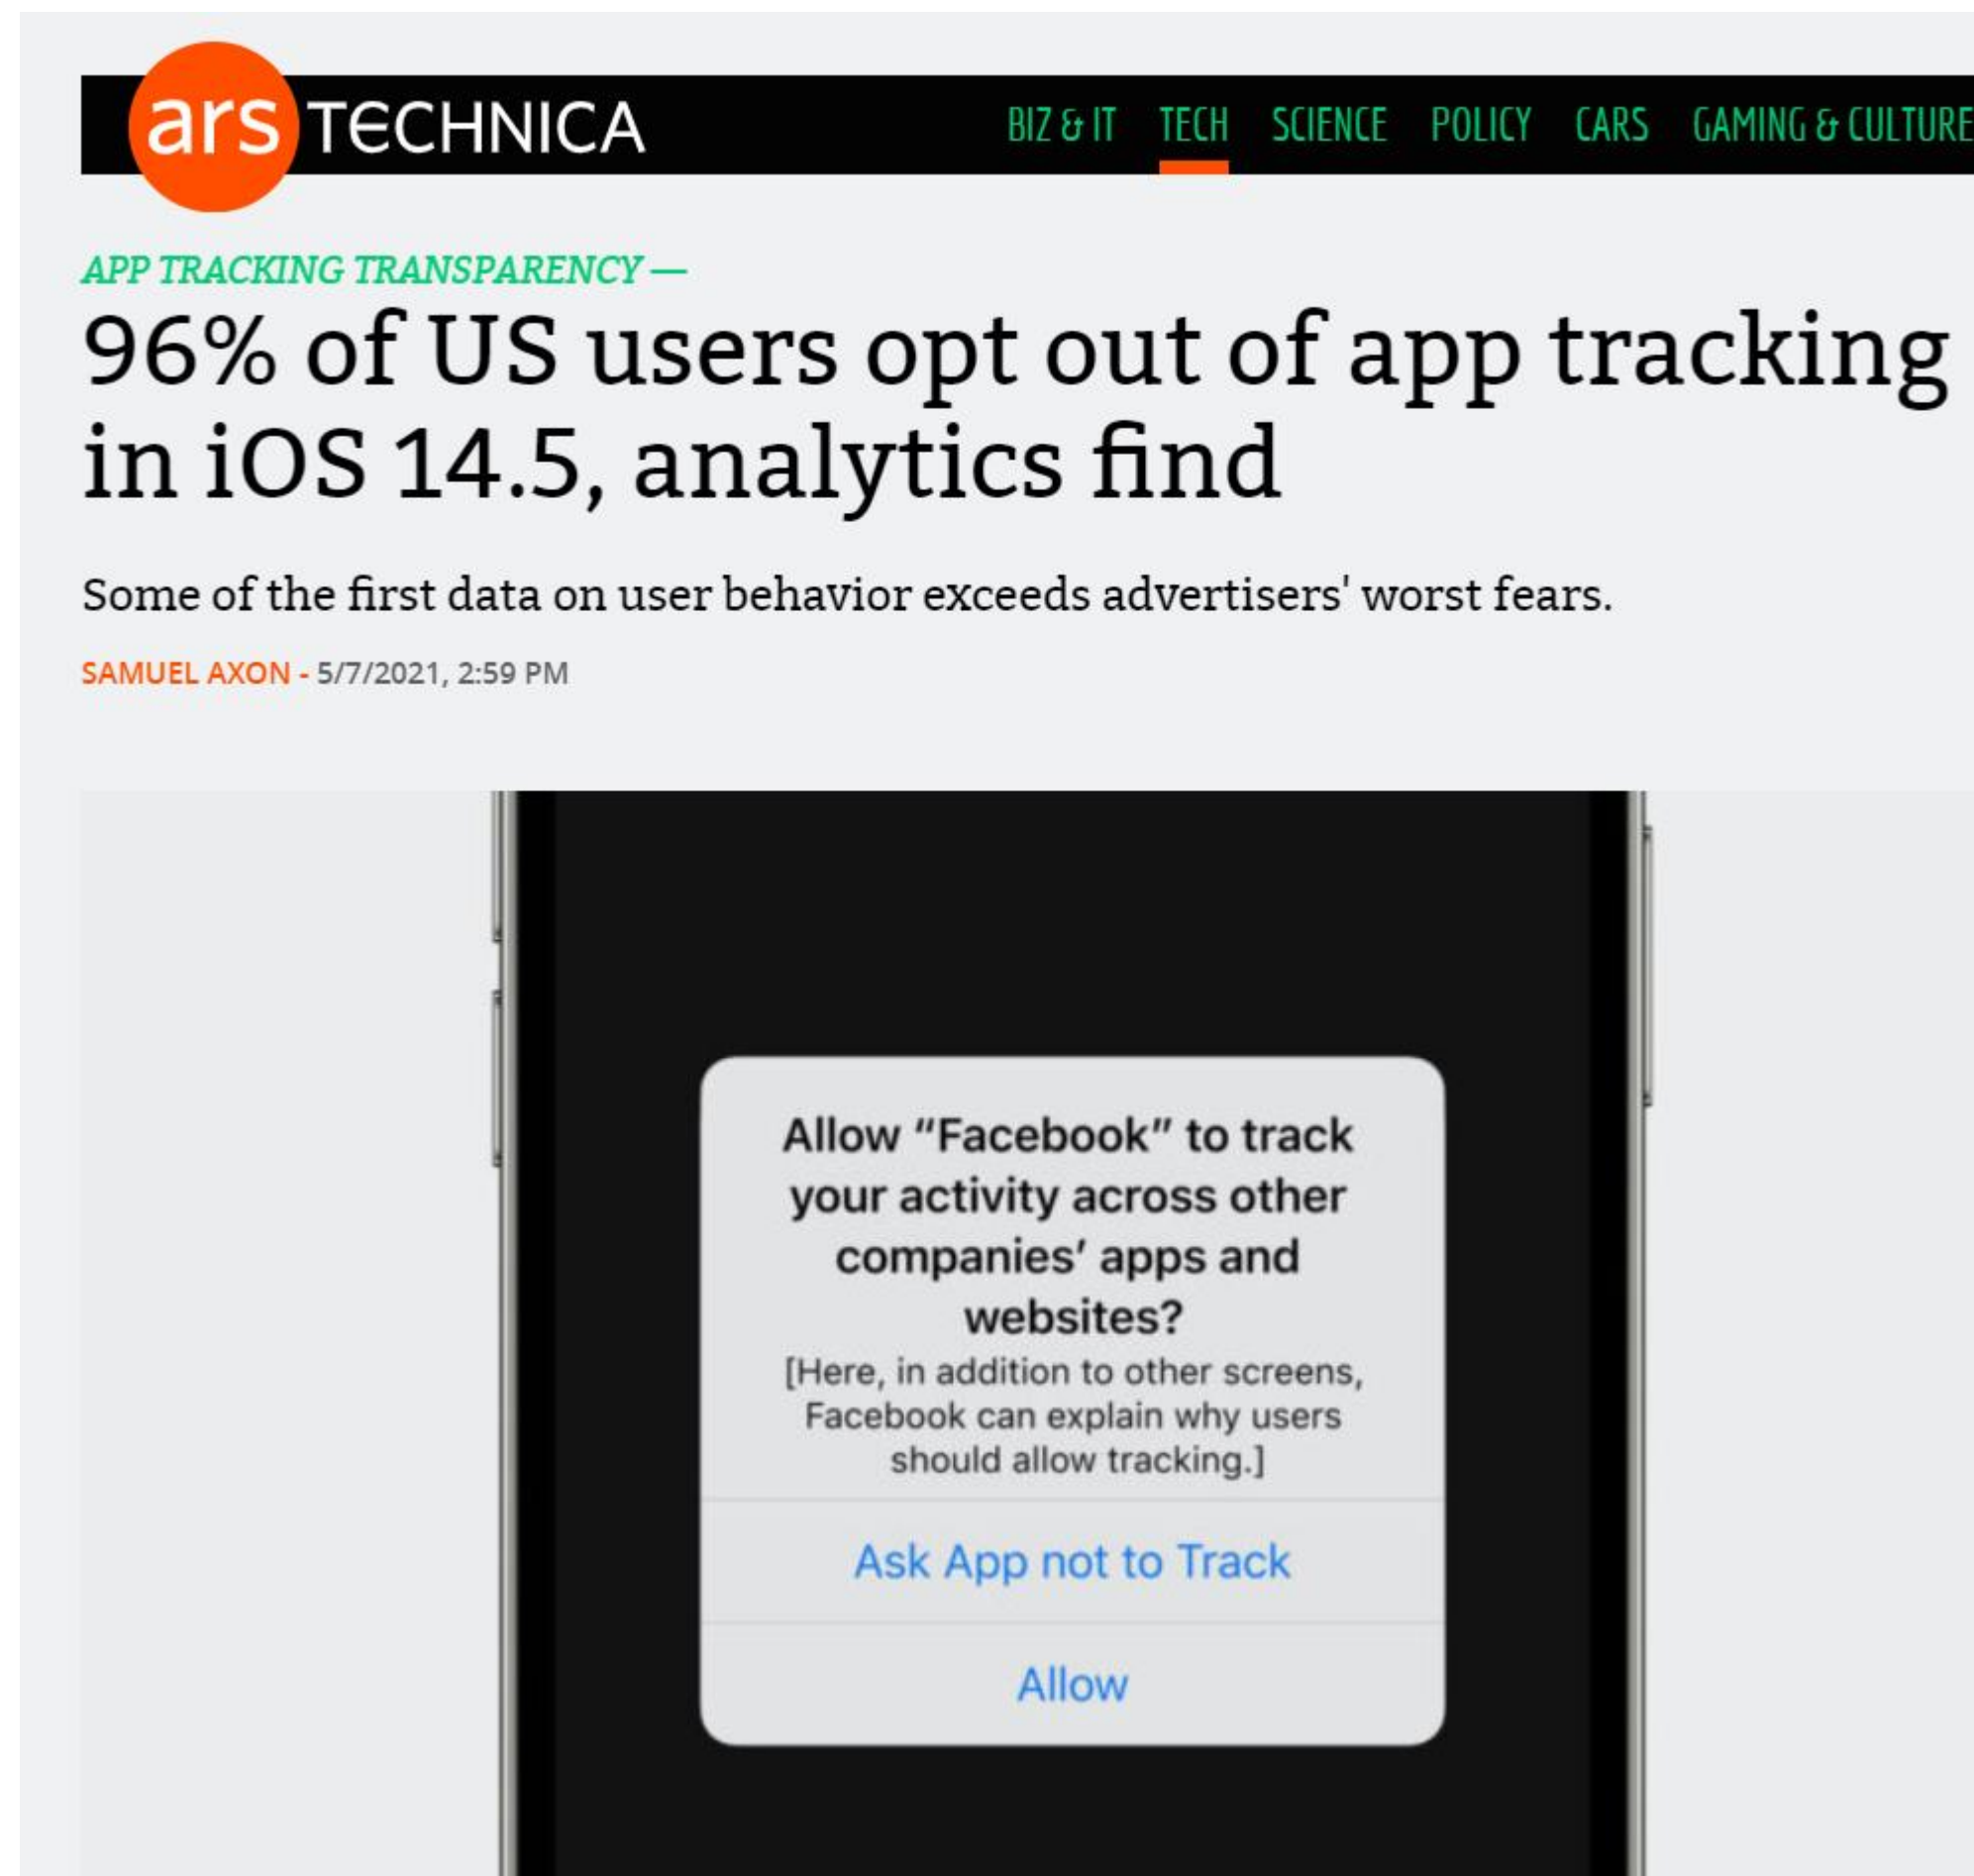 ars TECHNICA
BIZ & IT TECH SCIENCE POLICY CARS GAMING & CULTURE
APP TRACKING TRANSPARENCY —
96% of US users opt out of app tracking
in iOS 14.5, analytics find
Some of the first data on user behavior exceeds advertisers' worst fears.
SAMUEL AXON - 5/7/2021, 2:59 PM
Allow “Facebook” to track
your activity across other
companies’ apps and
websites?
[Here, in addition to other screens,
Facebook can explain why users
should allow tracking.]
Ask App not to Track
Allow